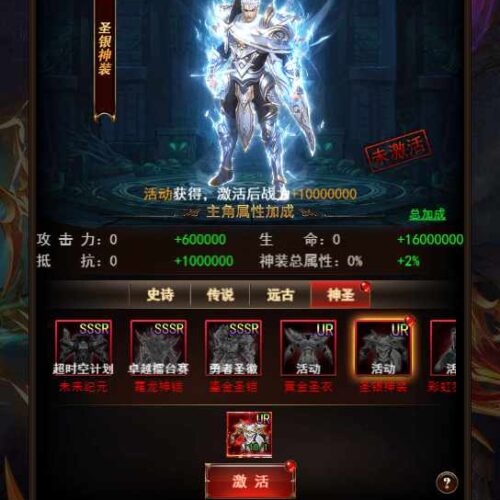 圣银神装
未激活
活动获得，激活后战力+10000000
主角属性加成
总加成
攻击力：0 +600000 生命：0 +16000000
抵抗：0 +1000000 神装总属性：0% +2%
史诗 传说 远古 神圣
SSSR SSSR SSSR UR UR
超时空计划 卓越擂台赛 勇者圣徽 活动 活动 活
未来纪元 霸龙神铠 鎏金圣铠 黄金圣衣 圣银神装 彩虹
UR
激活
?